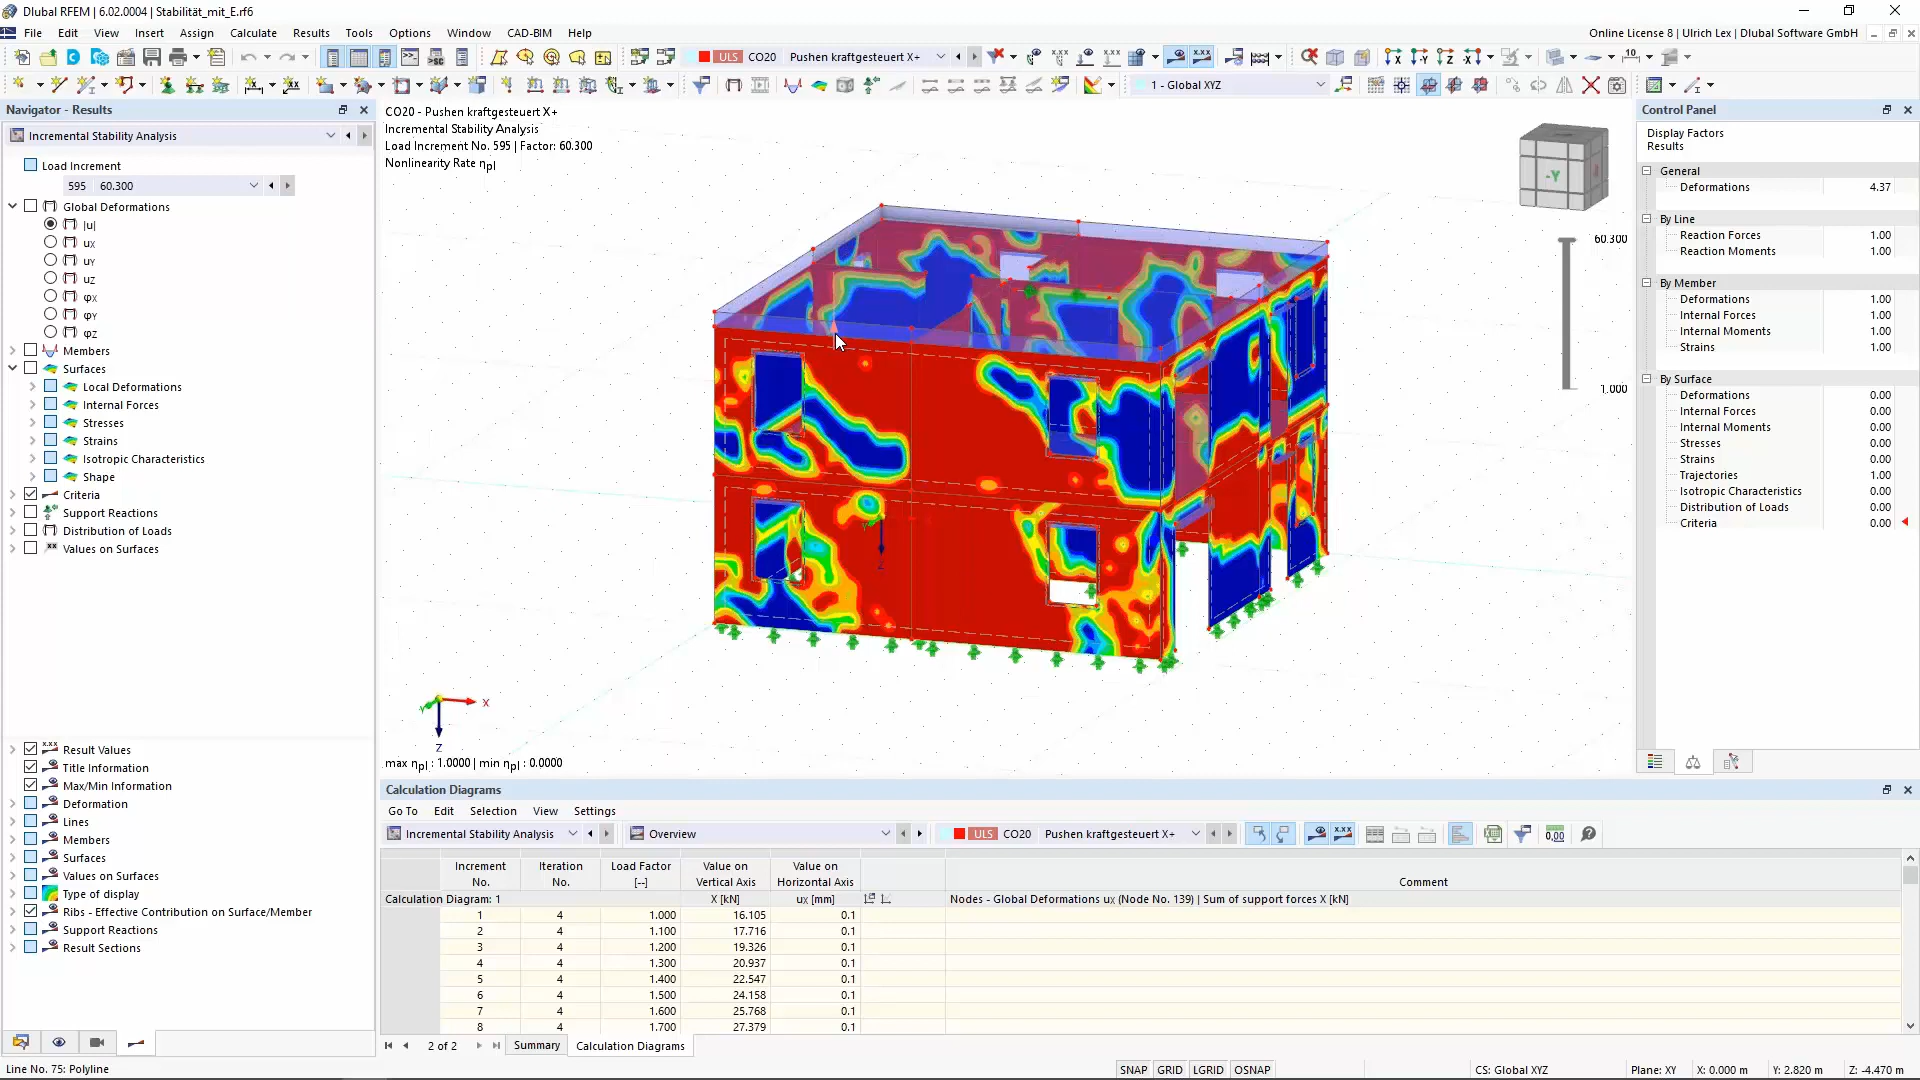 Dlubal RFEM | 6.02.0004 | Stabilität_mit_E.rf6
File Edit View Insert Assign Calculate Results Tools Options Window CAD-BIM Help
Online License 8 | Ulrich Lex | Dlubal Software GmbH
ULS CO20 Pushen kraftgesteuert X+
1 - Global XYZ
Navigator - Results
Incremental Stability Analysis
Load Increment
595 60.300
Global Deformations
|u|
uX
uY
uZ
φX
φY
φZ
Members
Surfaces
Local Deformations
Internal Forces
Stresses
Strains
Isotropic Characteristics
Shape
Criteria
Support Reactions
Distribution of Loads
Values on Surfaces
Result Values
Title Information
Max/Min Information
Deformation
Lines
Members
Surfaces
Values on Surfaces
Type of display
Ribs - Effective Contribution on Surface/Member
Support Reactions
Result Sections
CO20 - Pushen kraftgesteuert X+
Incremental Stability Analysis
Load Increment No. 595 | Factor: 60.300
Nonlinearity Rate ηpl
-Y
60.300
1.000
Z
X
Y
Z
max ηpl : 1.0000 | min ηpl : 0.0000
Control Panel
Display Factors
Results
General
Deformations 4.37
By Line
Reaction Forces 1.00
Reaction Moments 1.00
By Member
Deformations 1.00
Internal Forces 1.00
Internal Moments 1.00
Strains 1.00
By Surface
Deformations 0.00
Internal Forces 0.00
Internal Moments 0.00
Stresses 0.00
Strains 0.00
Trajectories 1.00
Isotropic Characteristics 0.00
Distribution of Loads 0.00
Criteria 0.00
Calculation Diagrams
Go To Edit Selection View Settings
Incremental Stability Analysis Overview ULS CO20 Pushen kraftgesteuert X+
Increment Iteration Load Factor Value on Value on
No. No. [--] Vertical Axis Horizontal Axis Comment
Calculation Diagram: 1 X [kN] uX [mm] Nodes - Global Deformations uX (Node No. 139) | Sum of support forces X [kN]
1 4 1.000 16.105 0.1
2 4 1.100 17.716 0.1
3 4 1.200 19.326 0.1
4 4 1.300 20.937 0.1
5 4 1.400 22.547 0.1
6 4 1.500 24.158 0.1
7 4 1.600 25.768 0.1
8 4 1.700 27.379 0.1
2 of 2 Summary Calculation Diagrams
Line No. 75: Polyline
SNAP GRID LGRID OSNAP
CS: Global XYZ
Plane: XY X: 0.000 m Y: 2.820 m Z: -4.470 m